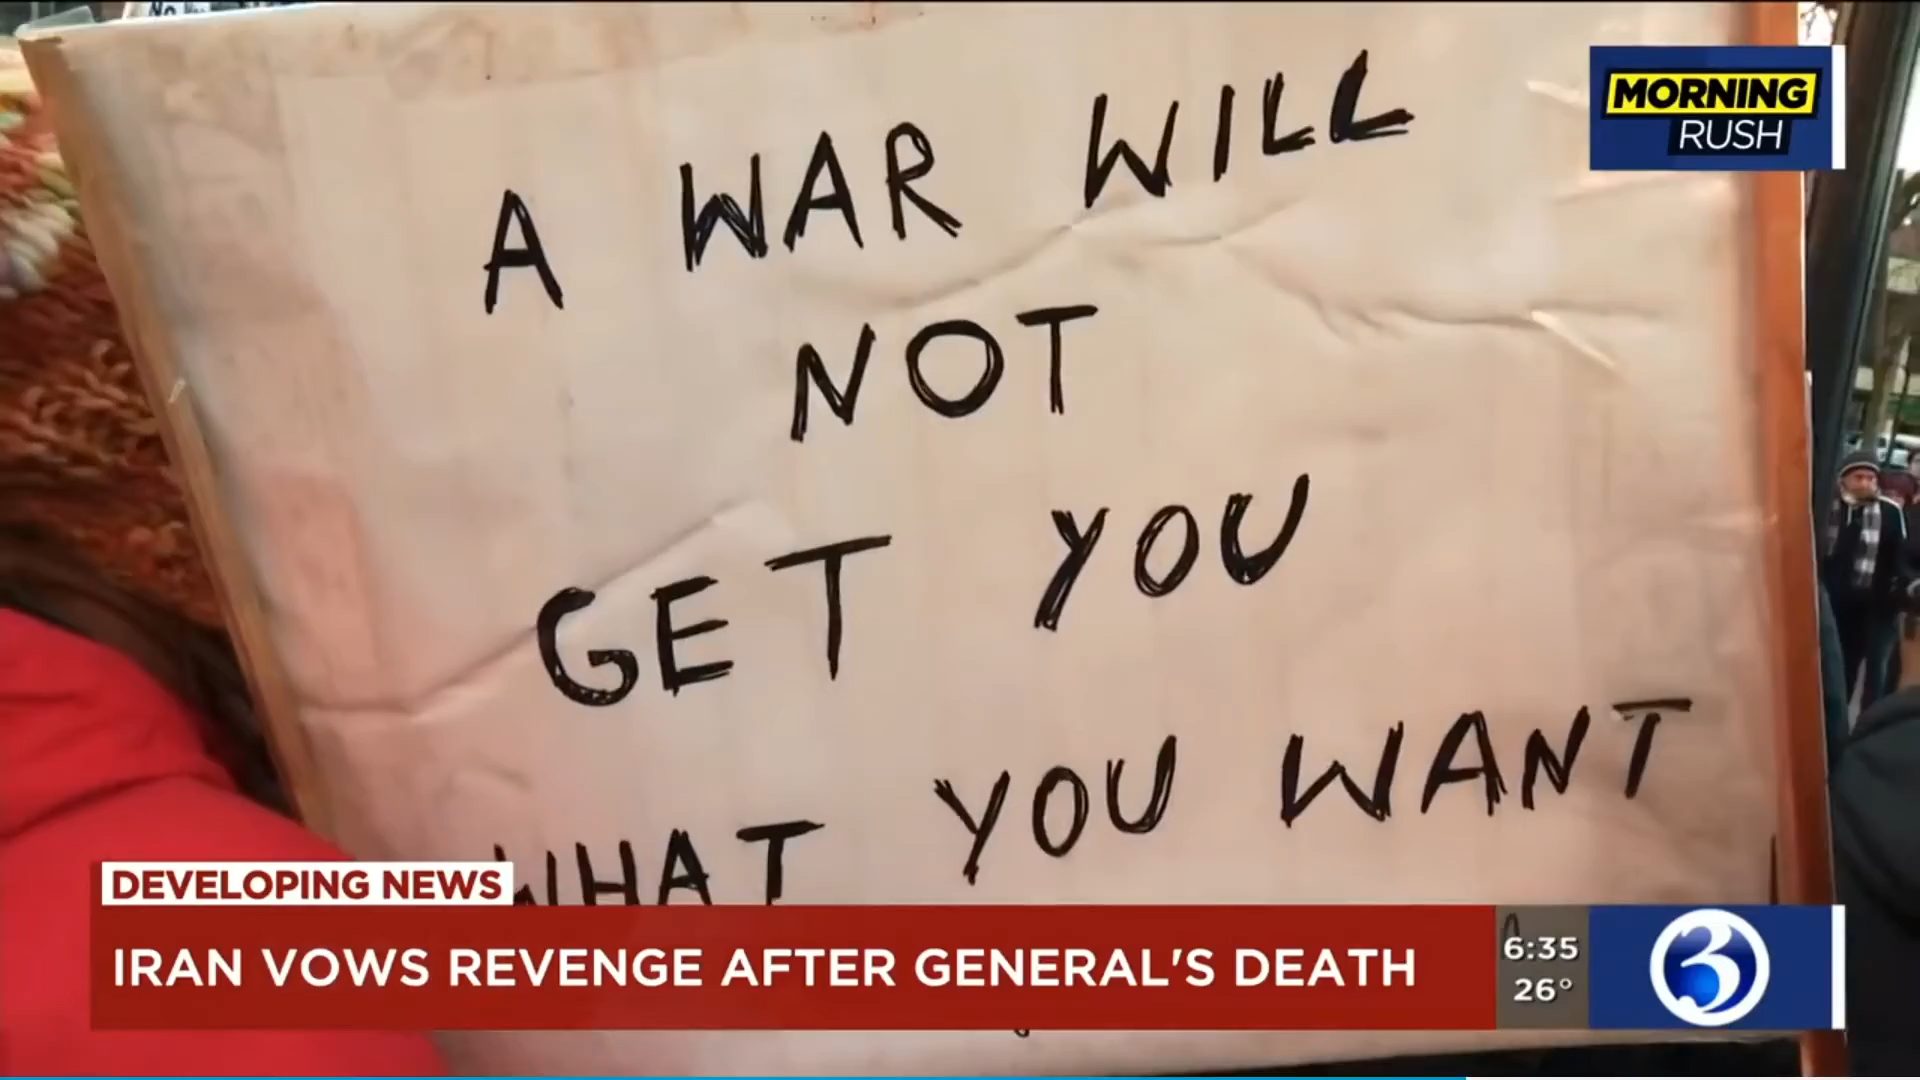 A WAR WILL
NOT
GET YOU
WHAT YOU WANT
MORNING
RUSH
DEVELOPING NEWS
IRAN VOWS REVENGE AFTER GENERAL'S DEATH
6:35
26°
3